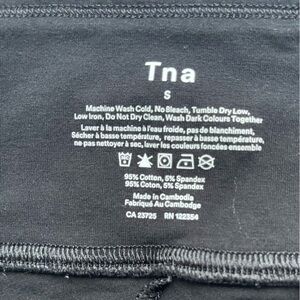 Tna
S
Machine Wash Cold, No Bleach, Tumble Dry Low,
Low Iron, Do Not Dry Clean, Wash Dark Colours Together
Laver à la machine à l'eau froide, pas de blanchiment,
Sécher à basse température, repasser à basse température,
ne pas nettoyer à sec, laver les couleurs foncées ensemble
95% Cotton, 5% Spandex
95% Coton, 5% Spandex
Made in Cambodia
Fabriqué Au Cambodge
CA 23725 RN 122354